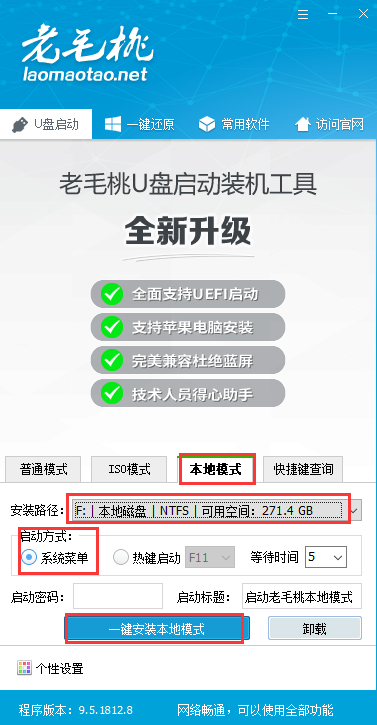 老毛桃
laomaotao.net
U盘启动 一键还原 常用软件 访问官网
老毛桃U盘启动装机工具
全新升级
全面支持UEFI启动
支持苹果电脑安装
完美兼容杜绝蓝屏
技术人员得心助手
普通模式 ISO模式 本地模式 快捷键查询
安装路径： F:丨本地磁盘丨NTFS丨可用空间：271.4 GB
启动方式：
系统菜单 热键启动 F11 等待时间 5
启动密码： 启动标题： 启动老毛桃本地模式
一键安装本地模式 卸载
个性设置
程序版本：9.5.1812.8 网络畅通，可以使用全部功能